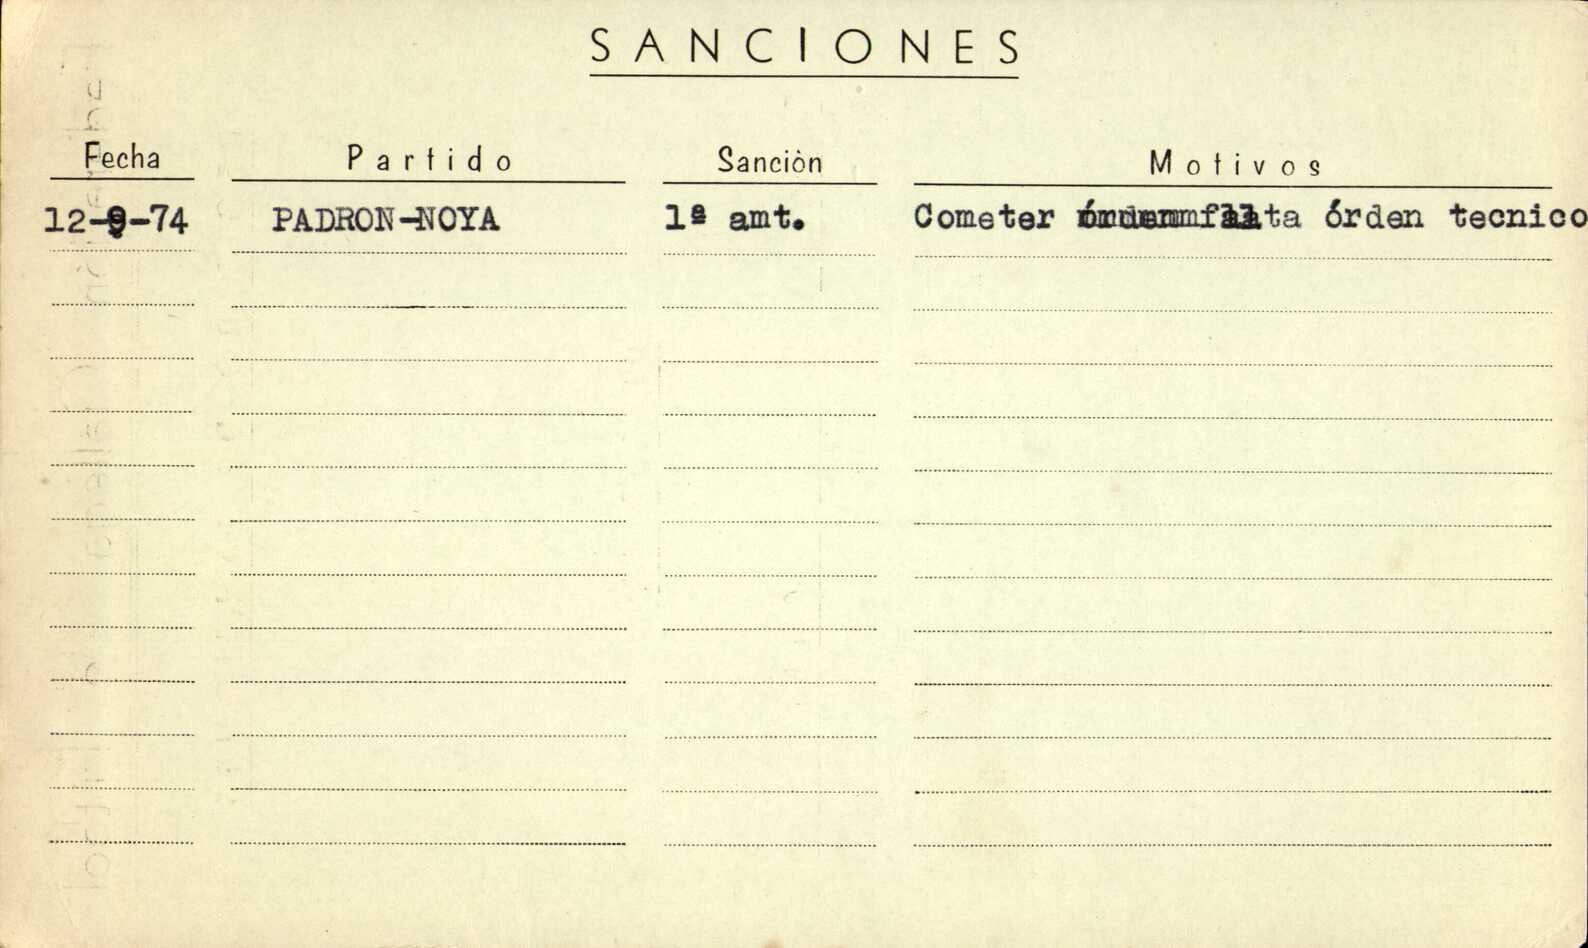 SANCIONES
Fecha Partido Sanción Motivos
12-9-74 PADRON-NOYA 1ª amt. Cometer falta órden tecnico